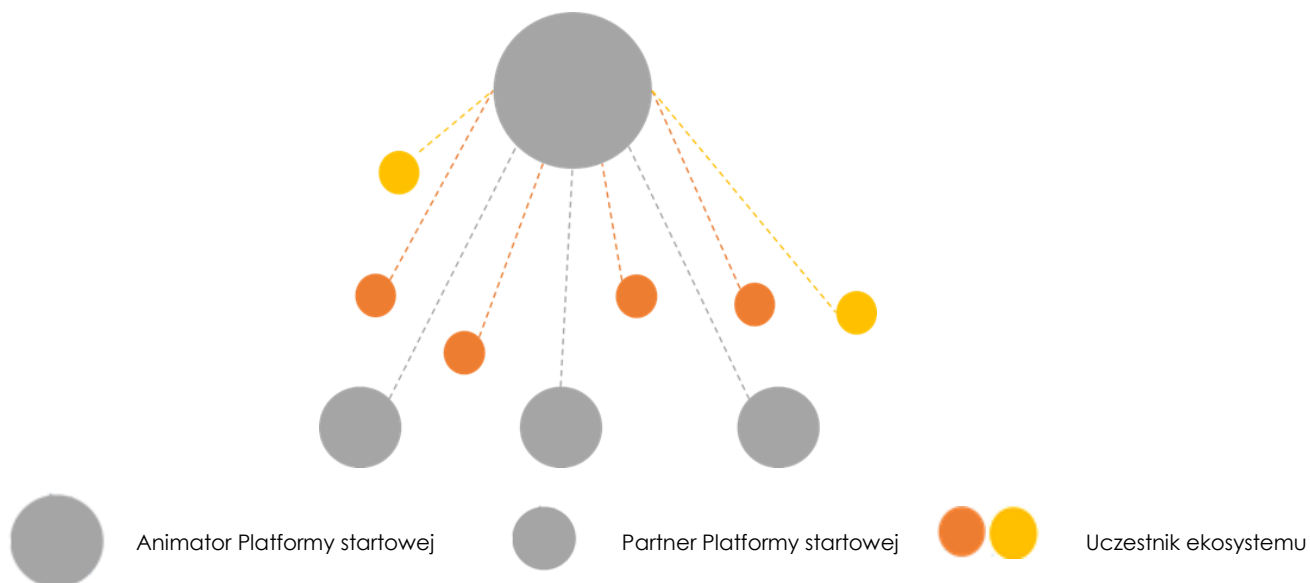 Animator Platformy startowej
Partner Platformy startowej
Uczestnik ekosystemu